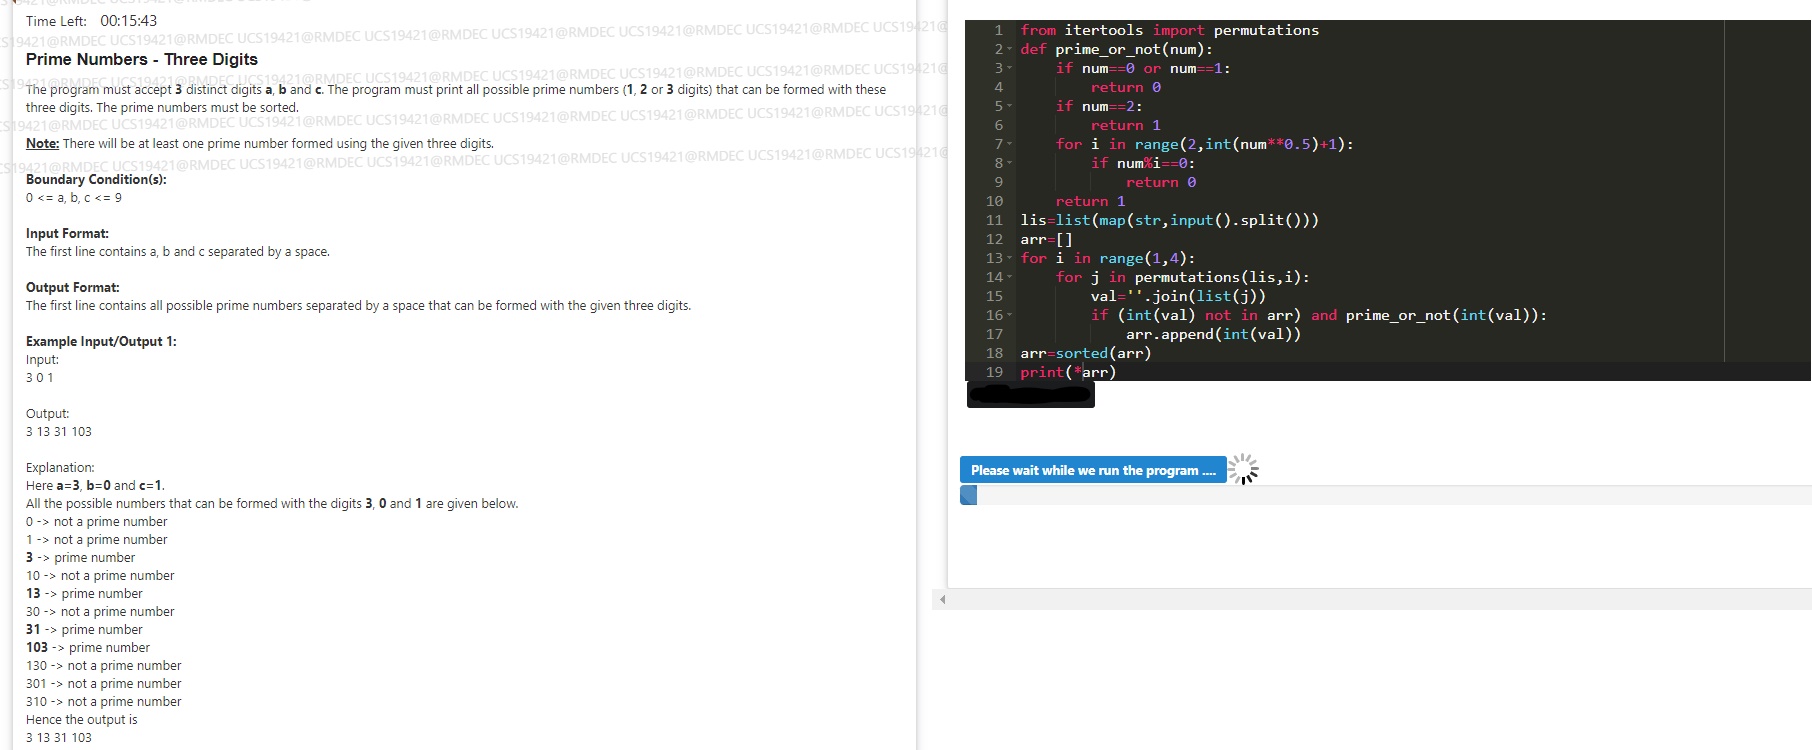 Time Left: 00:15:43
S19421@RMDEC UCS19421@RMDEC UCS19421@RMDEC UCS19421@RMDEC UCS19421@RMDEC UCS19421@RMDEC UCS19421@RMDEC UCS19421@
Prime Numbers - Three Digits
The program must accept 3 distinct digits a, b and c. The program must print all possible prime numbers (1, 2 or 3 digits) that can be formed with these
three digits. The prime numbers must be sorted.
Note: There will be at least one prime number formed using the given three digits.
Boundary Condition(s):
0 <= a, b, c <= 9
Input Format:
The first line contains a, b and c separated by a space.
Output Format:
The first line contains all possible prime numbers separated by a space that can be formed with the given three digits.
Example Input/Output 1:
Input:
3 0 1
Output:
3 13 31 103
Explanation:
Here a=3, b=0 and c=1.
All the possible numbers that can be formed with the digits 3, 0 and 1 are given below.
0 -> not a prime number
1 -> not a prime number
3 -> prime number
10 -> not a prime number
13 -> prime number
30 -> not a prime number
31 -> prime number
103 -> prime number
130 -> not a prime number
301 -> not a prime number
310 -> not a prime number
Hence the output is
3 13 31 103
1 from itertools import permutations
2 def prime_or_not(num):
3 if num==0 or num==1:
4 return 0
5 if num==2:
6 return 1
7 for i in range(2,int(num**0.5)+1):
8 if num%i==0:
9 return 0
10 return 1
11 lis=list(map(str,input().split()))
12 arr=[]
13 for i in range(1,4):
14 for j in permutations(lis,i):
15 val=''.join(list(j))
16 if (int(val) not in arr) and prime_or_not(int(val)):
17 arr.append(int(val))
18 arr=sorted(arr)
19 print(*arr)
Please wait while we run the program ....